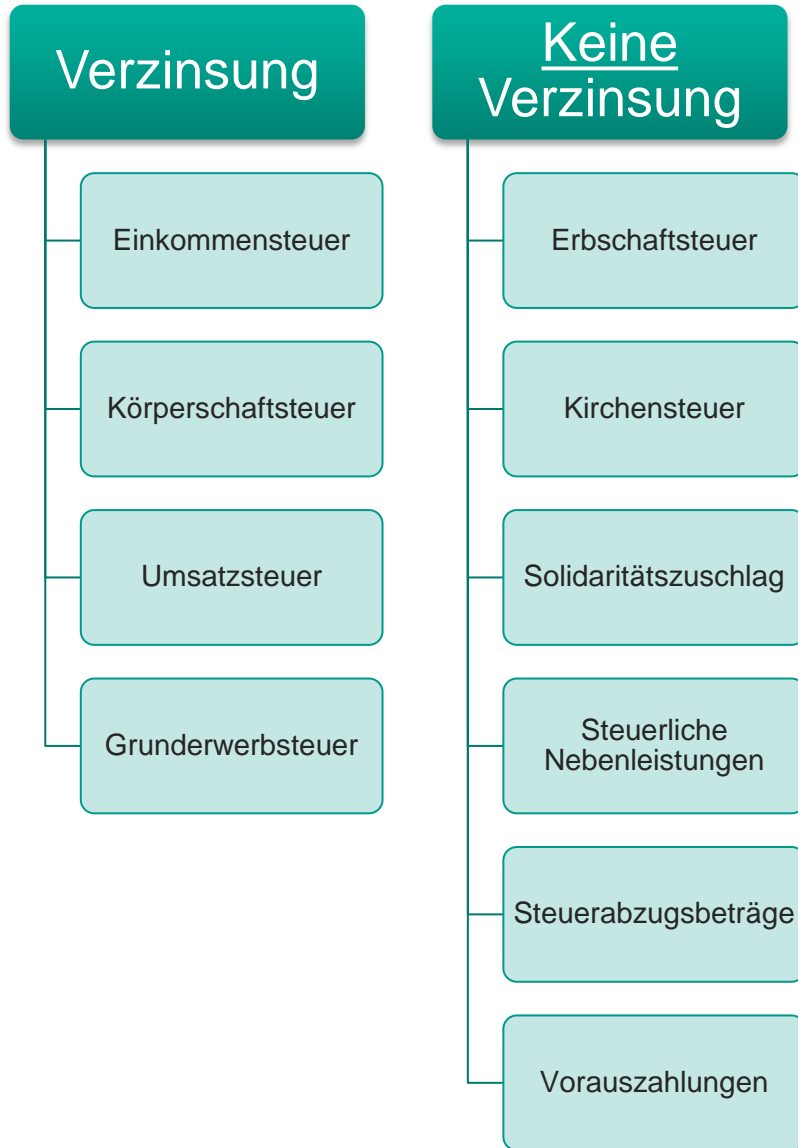 Verzinsung
Einkommensteuer
Körperschaftsteuer
Umsatzsteuer
Grunderwerbsteuer
Keine
Verzinsung
Erbschaftsteuer
Kirchensteuer
Solidaritätszuschlag
Steuerliche
Nebenleistungen
Steuerabzugsbeträge
Vorauszahlungen